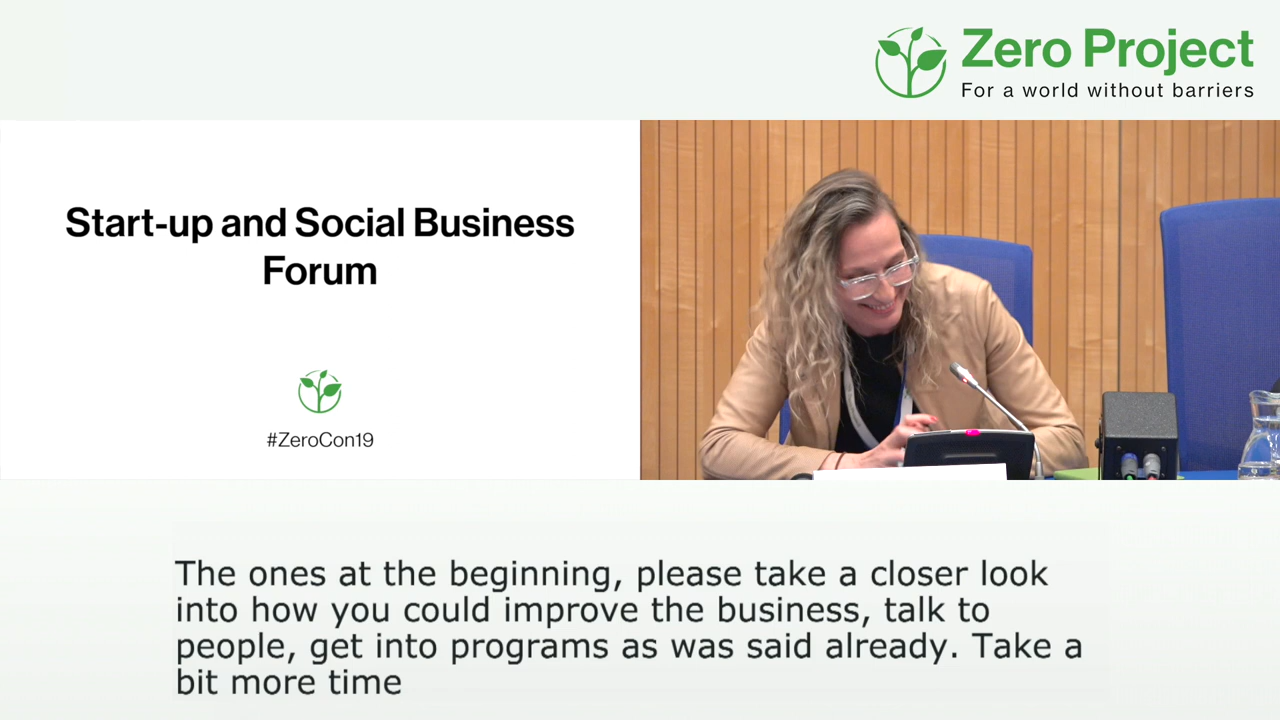 Zero Project
For a world without barriers
Start-up and Social Business
Forum
#ZeroCon19
The ones at the beginning, please take a closer look
into how you could improve the business, talk to
people, get into programs as was said already. Take a
bit more time